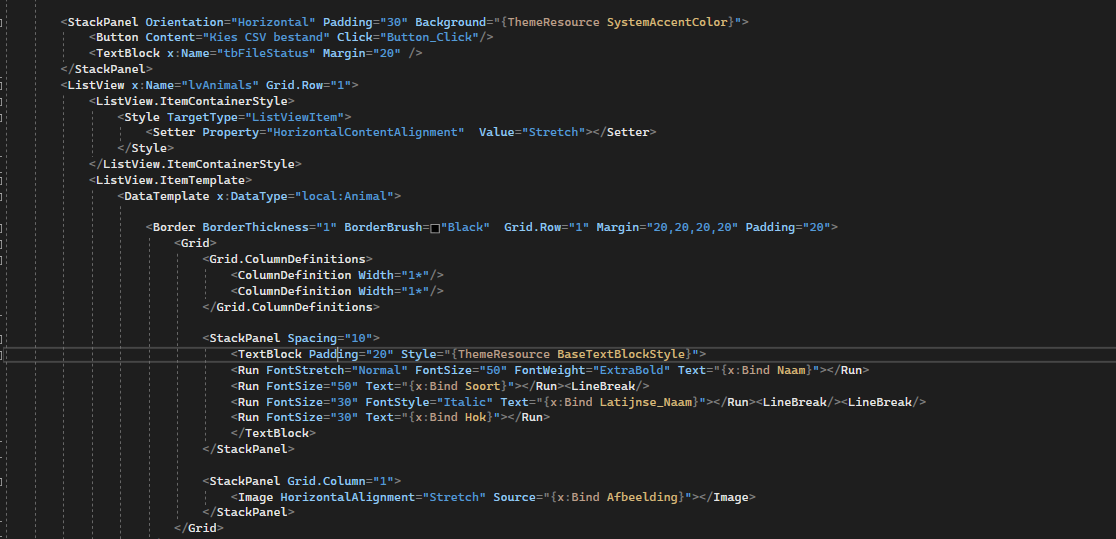 <StackPanel Orientation="Horizontal" Padding="30" Background="{ThemeResource SystemAccentColor}">
<Button Content="Kies CSV bestand" Click="Button_Click"/>
<TextBlock x:Name="tbFileStatus" Margin="20" />
</StackPanel>
<ListView x:Name="lvAnimals" Grid.Row="1">
<ListView.ItemContainerStyle>
<Style TargetType="ListViewItem">
<Setter Property="HorizontalContentAlignment"  Value="Stretch"></Setter>
</Style>
</ListView.ItemContainerStyle>
<ListView.ItemTemplate>
<DataTemplate x:DataType="local:Animal">
<Border BorderThickness="1" BorderBrush="Black"  Grid.Row="1" Margin="20,20,20,20" Padding="20">
<Grid>
<Grid.ColumnDefinitions>
<ColumnDefinition Width="1*"/>
<ColumnDefinition Width="1*"/>
</Grid.ColumnDefinitions>
<StackPanel Spacing="10">
<TextBlock Padding="20" Style="{ThemeResource BaseTextBlockStyle}">
<Run FontStretch="Normal" FontSize="50" FontWeight="ExtraBold" Text="{x:Bind Naam}"></Run>
<Run FontSize="50" Text="{x:Bind Soort}"></Run><LineBreak/>
<Run FontSize="30" FontStyle="Italic" Text="{x:Bind Latijnse_Naam}"></Run><LineBreak/><LineBreak/>
<Run FontSize="30" Text="{x:Bind Hok}"></Run>
</TextBlock>
</StackPanel>
<StackPanel Grid.Column="1">
<Image HorizontalAlignment="Stretch" Source="{x:Bind Afbeelding}"></Image>
</StackPanel>
</Grid>